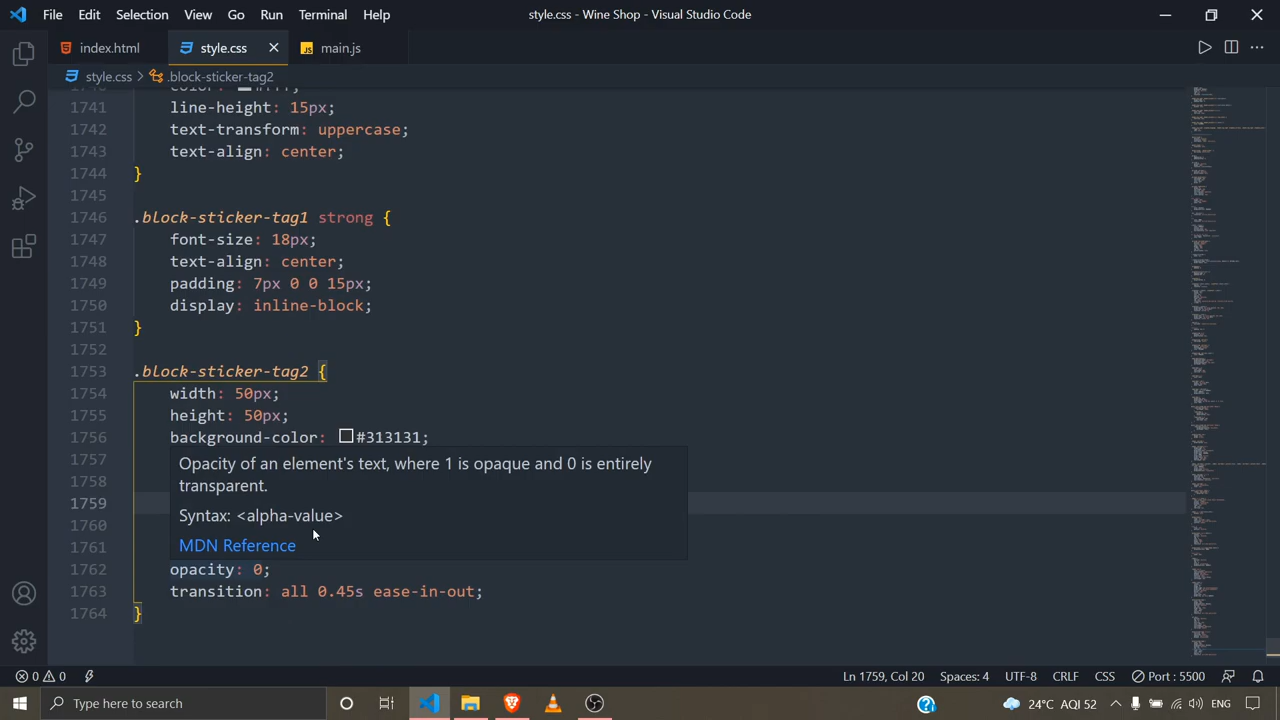 File Edit Selection View Go Run Terminal Help style.css - Wine Shop - Visual Studio Code
index.html style.css main.js
style.css > .block-sticker-tag2
1741 line-height: 15px;
1742 text-transform: uppercase;
1743 text-align: center;
1744 }
1745
1746 .block-sticker-tag1 strong {
1747 font-size: 18px;
1748 text-align: center;
1749 padding: 7px 0 0 15px;
1750 display: inline-block;
1751 }
1752
1753 .block-sticker-tag2 {
1754 width: 50px;
1755 height: 50px;
1756 background-color: #313131;
1757
Opacity of an element's text, where 1 is opaque and 0 is entirely
transparent.
1758
1759
Syntax: <alpha-value>
1760
MDN Reference
1761
1762 opacity: 0;
1763 transition: all 0.45s ease-in-out;
1764 }
0 0 Ln 1759, Col 20 Spaces: 4 UTF-8 CRLF CSS Port : 5500
Type here to search 24°C AQI 52 ENG